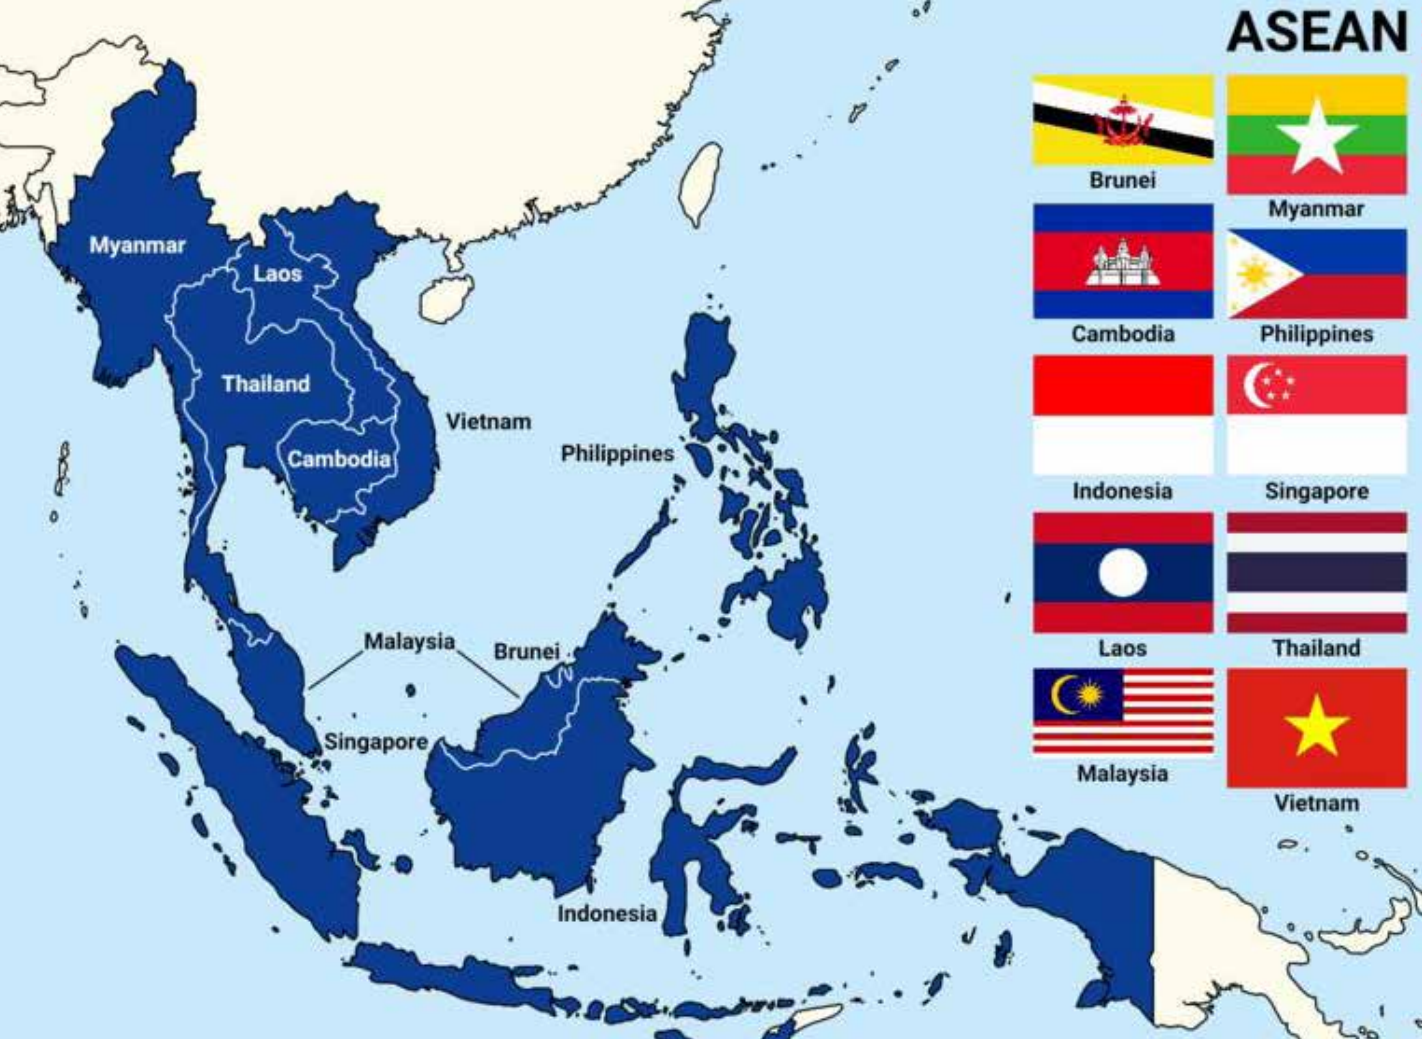 ASEAN
Brunei
Myanmar
Cambodia
Philippines
Indonesia
Singapore
Laos
Thailand
Malaysia
Vietnam
Myanmar
Laos
Thailand
Vietnam
Cambodia
Philippines
Malaysia
Brunei
Singapore
Indonesia